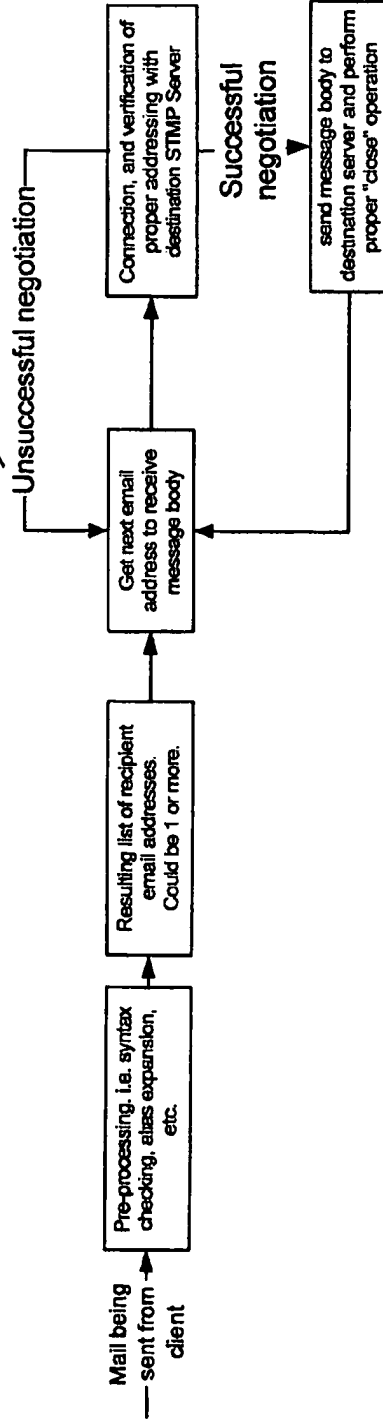 Mail being
sent from
client
Pre-processing. i.e. syntax
checking, alias expansion,
etc.
Resulting list of recipient
email addresses.
Could be 1 or more.
Get next email
address to receive
message body
Unsuccessful negotiation
Connection, and verification of
proper addressing with
destination STMP Server
Successful
negotiation
send message body to
destination server and perform
proper "close" operation